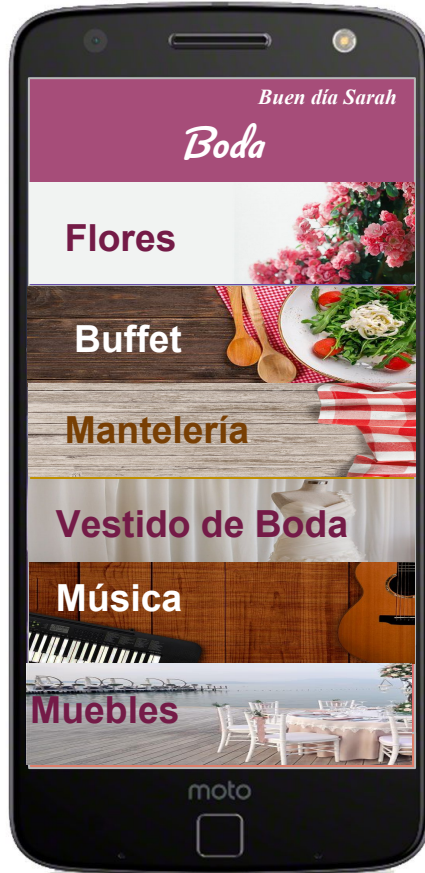 Buen día Sarah
Boda
Flores
Buffet
Mantelería
Vestido de Boda
Música
Muebles
moto